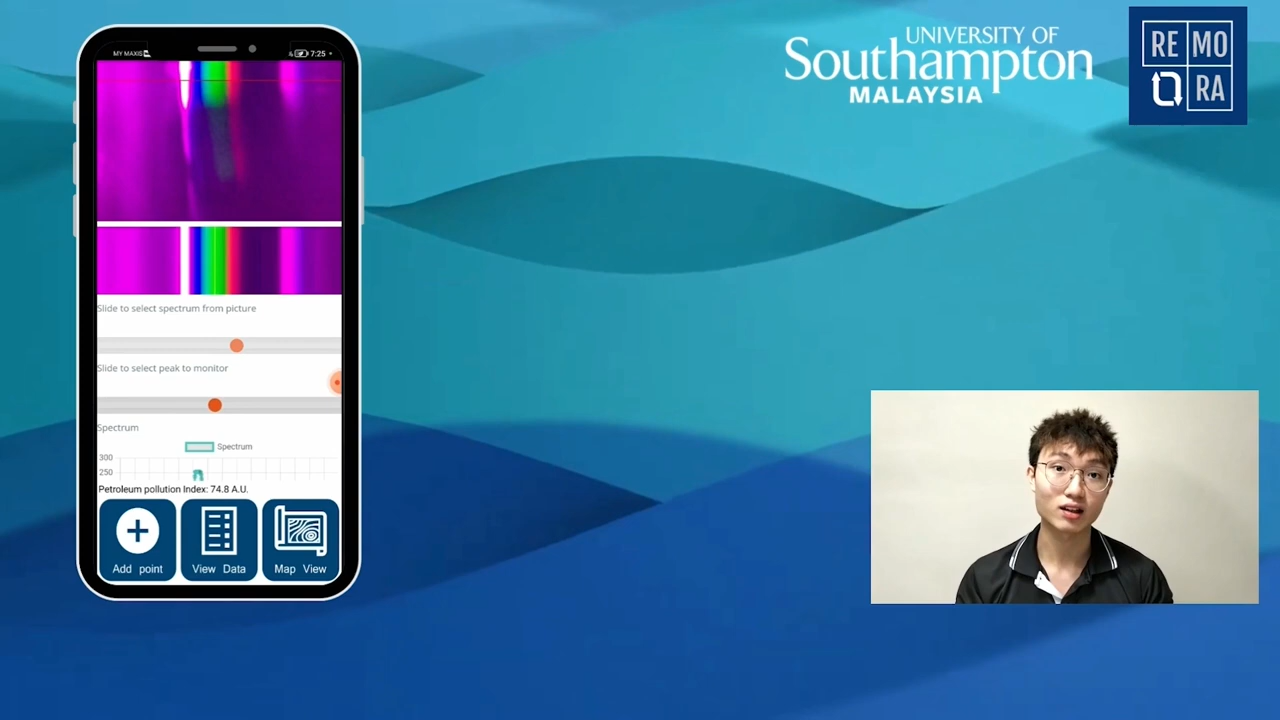 MY MAXIS
7:25
Slide to select spectrum from picture
Slide to select peak to monitor
Spectrum
Spectrum
300
250
Petroleum pollution Index: 74.8 A.U.
Add point
View Data
Map View
UNIVERSITY OF
Southampton
MALAYSIA
RE MO
RA